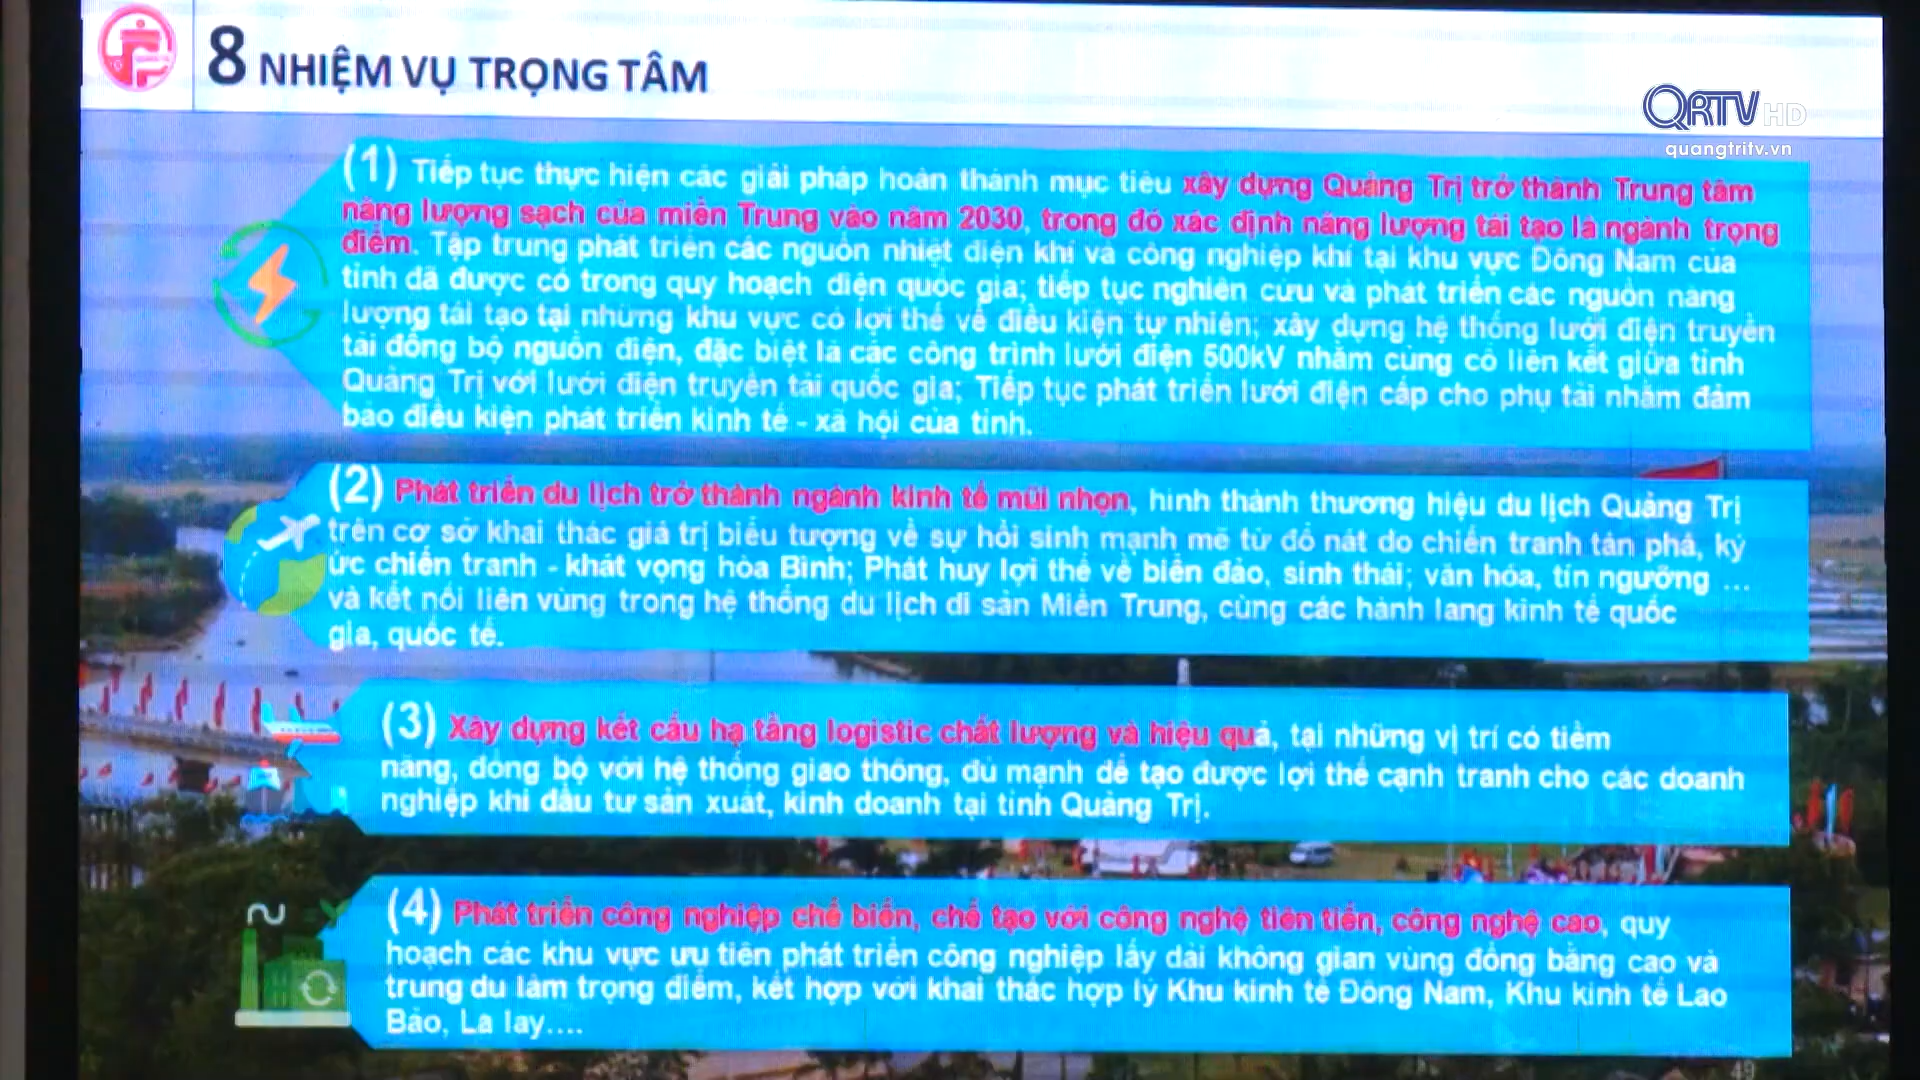 8 NHIỆM VỤ TRỌNG TÂM
QRTV HD
quangtritv.vn
(1) Tiếp tục thực hiện các giải pháp hoàn thành mục tiêu xây dựng Quảng Trị trở thành Trung tâm
năng lượng sạch của miền Trung vào năm 2030, trong đó xác định năng lượng tái tạo là ngành trọng
điểm. Tập trung phát triển các nguồn nhiệt điện khí và công nghiệp khí tại khu vực Đông Nam của
tỉnh đã được có trong quy hoạch điện quốc gia; tiếp tục nghiên cứu và phát triển các nguồn năng
lượng tái tạo tại những khu vực có lợi thế về điều kiện tự nhiên; xây dựng hệ thống lưới điện truyền
tải đồng bộ nguồn điện, đặc biệt là các công trình lưới điện 500kV nhằm củng cố liên kết giữa tỉnh
Quảng Trị với lưới điện truyền tải quốc gia; Tiếp tục phát triển lưới điện cấp cho phụ tải nhằm đảm
bảo điều kiện phát triển kinh tế - xã hội của tỉnh.
(2) Phát triển du lịch trở thành ngành kinh tế mũi nhọn, hình thành thương hiệu du lịch Quảng Trị
trên cơ sở khai thác giá trị biểu tượng về sự hồi sinh mạnh mẽ từ đổ nát do chiến tranh tàn phá, ký
ức chiến tranh - khát vọng hòa Bình; Phát huy lợi thế về biển đảo, sinh thái; văn hóa, tín ngưỡng ...
và kết nối liên vùng trong hệ thống du lịch di sản Miền Trung, cùng các hành lang kinh tế quốc
gia, quốc tế.
(3) Xây dựng kết cấu hạ tầng logistic chất lượng và hiệu quả, tại những vị trí có tiềm
năng, đồng bộ với hệ thống giao thông, đủ mạnh để tạo được lợi thế cạnh tranh cho các doanh
nghiệp khi đầu tư sản xuất, kinh doanh tại tỉnh Quảng Trị.
(4) Phát triển công nghiệp chế biến, chế tạo với công nghệ tiên tiến, công nghệ cao, quy
hoạch các khu vực ưu tiên phát triển công nghiệp lấy dải không gian vùng đồng bằng cao và
trung du làm trọng điểm, kết hợp với khai thác hợp lý Khu kinh tế Đông Nam, Khu kinh tế Lao
Bảo, La lay....